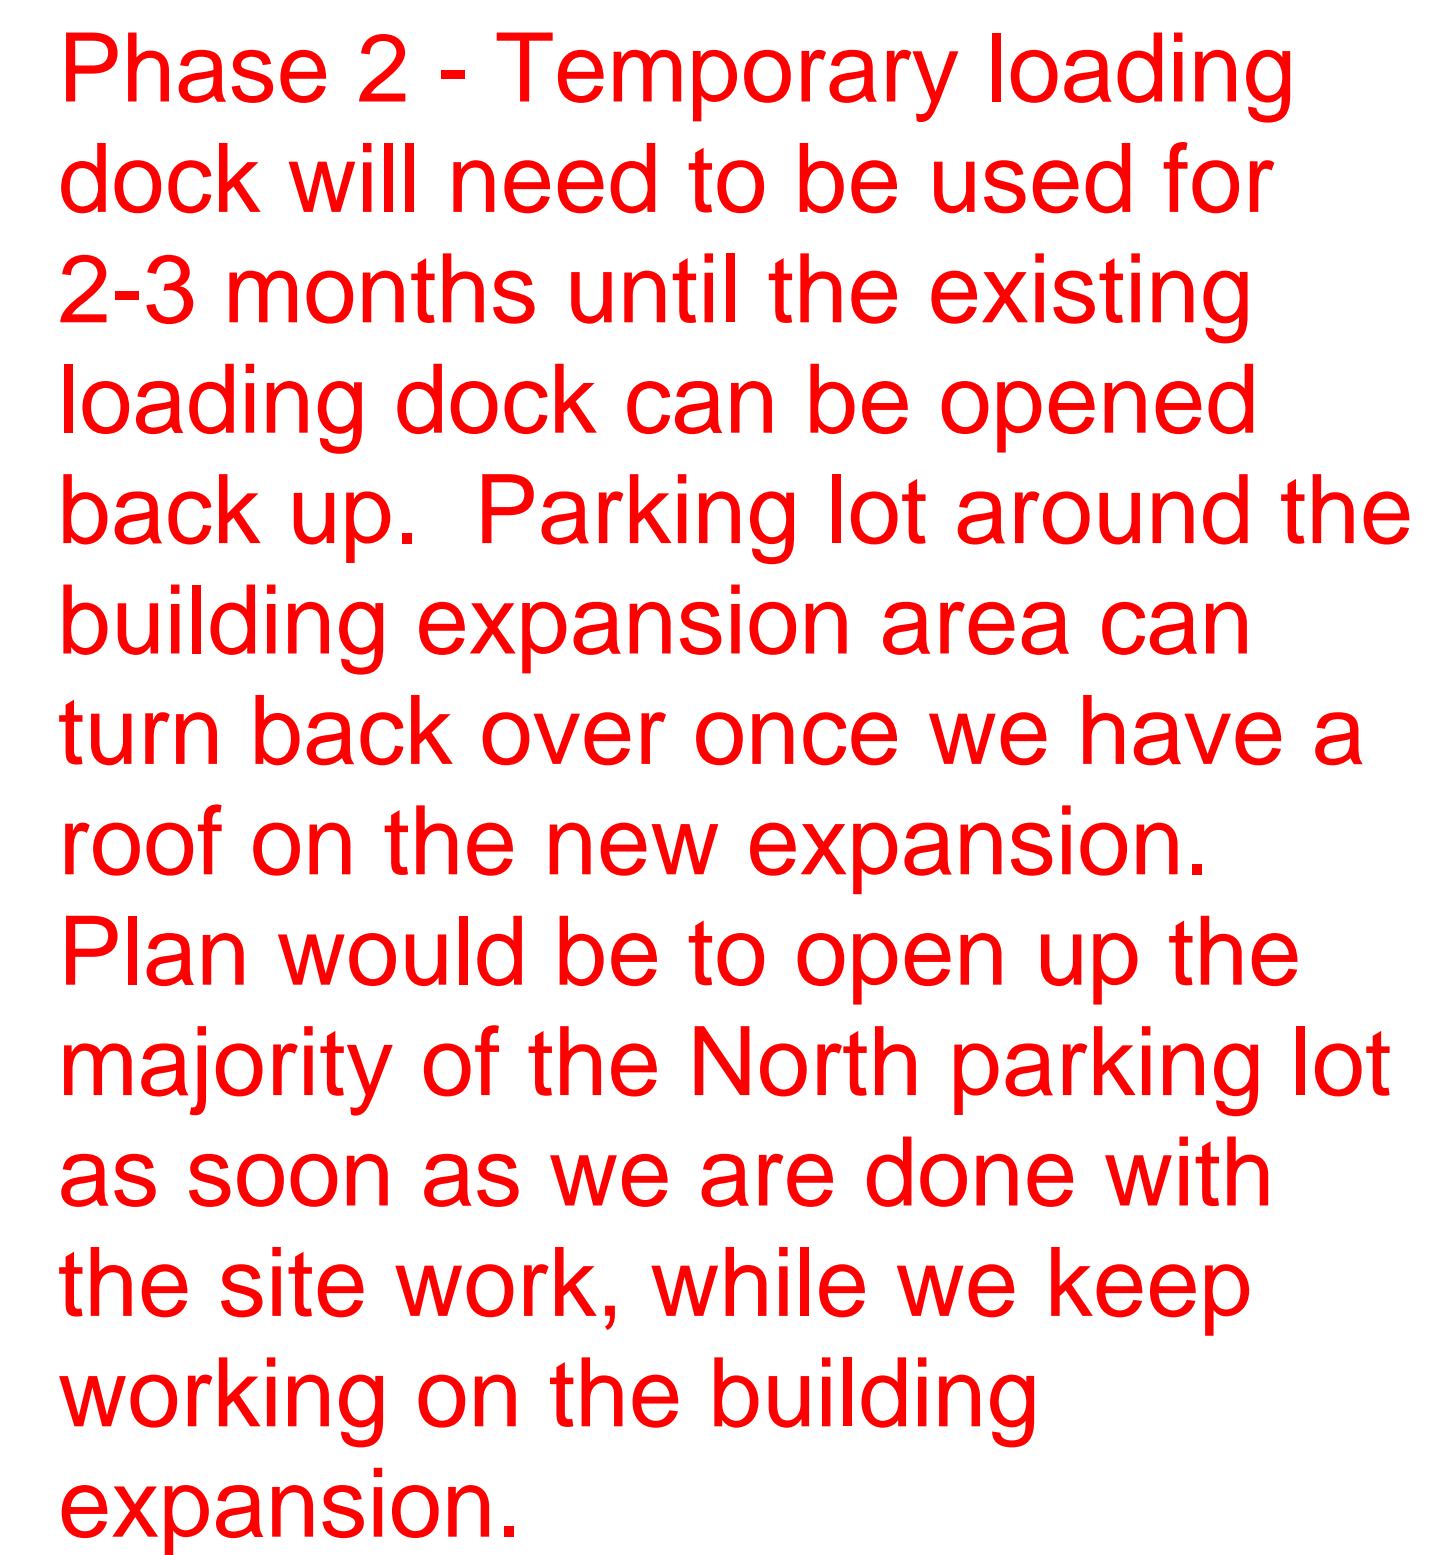 Phase 2 - Temporary loading
dock will need to be used for
2-3 months until the existing
loading dock can be opened
back up.  Parking lot around the
building expansion area can
turn back over once we have a
roof on the new expansion.
Plan would be to open up the
majority of the North parking lot
as soon as we are done with
the site work, while we keep
working on the building
expansion.